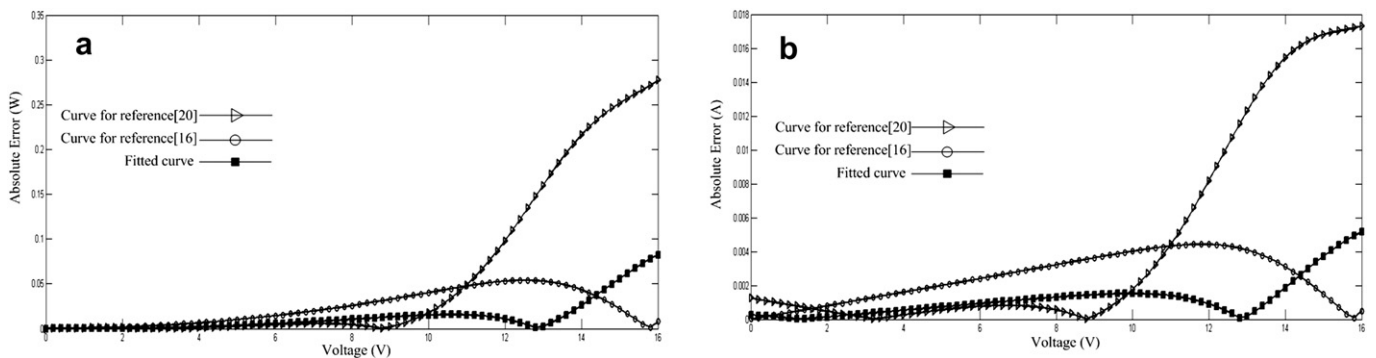 a
0.35
0.3
0.25
0.2
0.15
0.1
0.05
0
0 2 4 6 8 10 12 14 16
Absolute Error (W)
Voltage (V)
Curve for reference[20]
Curve for reference[16]
Fitted curve
b
0.018
0.016
0.014
0.012
0.01
0.008
0.006
0.004
0.002
0
0 2 4 6 8 10 12 14 16
Absolute Error (A)
Voltage (V)
Curve for reference[20]
Curve for reference[16]
Fitted curve